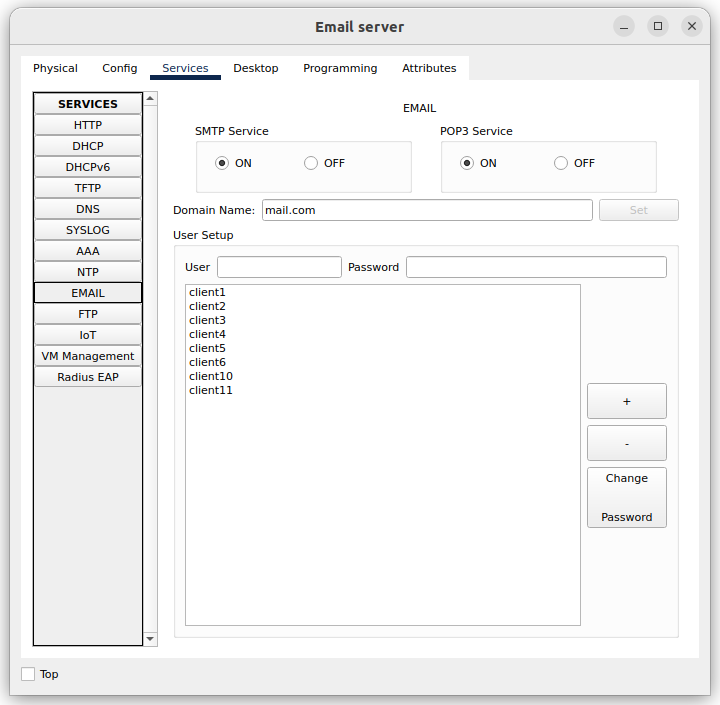 Email server
Physical Config Services Desktop Programming Attributes
SERVICES
HTTP
DHCP
DHCPv6
TFTP
DNS
SYSLOG
AAA
NTP
EMAIL
FTP
IoT
VM Management
Radius EAP
EMAIL
SMTP Service
ON OFF
POP3 Service
ON OFF
Domain Name: mail.com Set
User Setup
User Password
client1
client2
client3
client4
client5
client6
client10
client11
+
-
Change
Password
Top